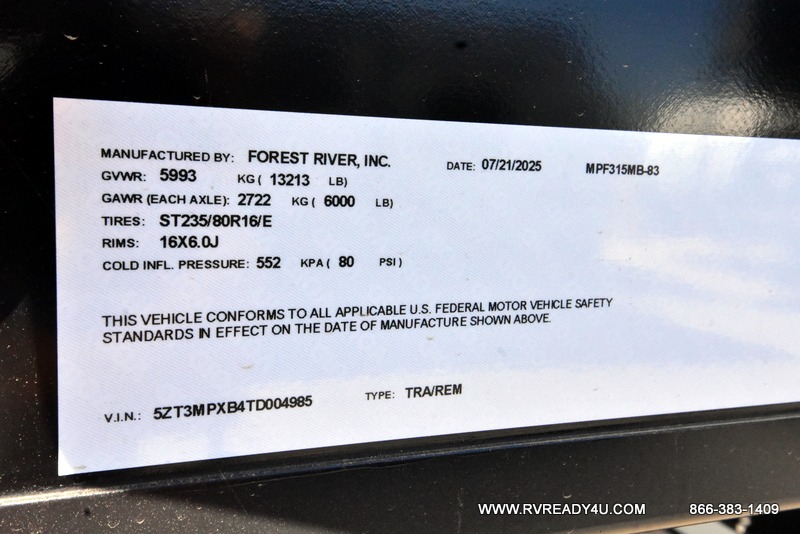 MANUFACTURED BY: FOREST RIVER, INC. DATE: 07/21/2025 MPF315MB-83
GVWR: 5993 KG ( 13213 LB)
GAWR (EACH AXLE): 2722 KG ( 6000 LB)
TIRES: ST235/80R16/E
RIMS: 16X6.0J
COLD INFL. PRESSURE: 552 KPA ( 80 PSI )
THIS VEHICLE CONFORMS TO ALL APPLICABLE U.S. FEDERAL MOTOR VEHICLE SAFETY
STANDARDS IN EFFECT ON THE DATE OF MANUFACTURE SHOWN ABOVE.
V.I.N.: 5ZT3MPXB4TD004985 TYPE: TRA/REM
WWW.RVREADY4U.COM 866-383-1409